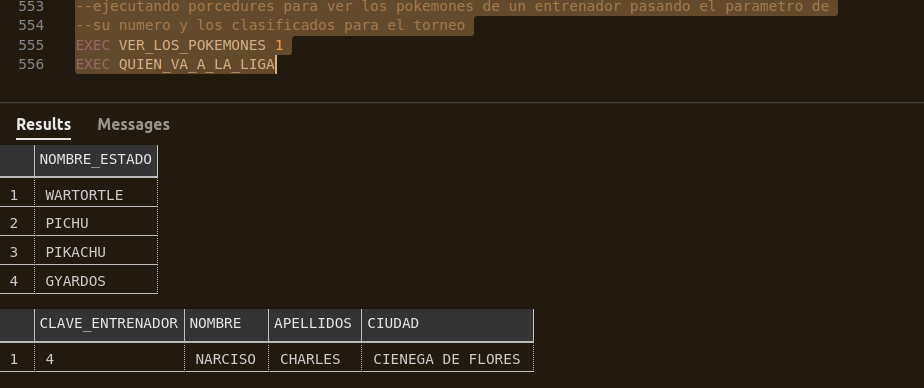 553 --ejecutando porcedures para ver los pokemones de un entrenador pasando el parametro de
554 --su numero y los clasificados para el torneo
555 EXEC VER_LOS_POKEMONES 1
556 EXEC QUIEN_VA_A_LA_LIGA
Results Messages
NOMBRE_ESTADO
1 WARTORTLE
2 PICHU
3 PIKACHU
4 GYARDOS
CLAVE_ENTRENADOR NOMBRE APELLIDOS CIUDAD
1 4 NARCISO CHARLES CIENEGA DE FLORES